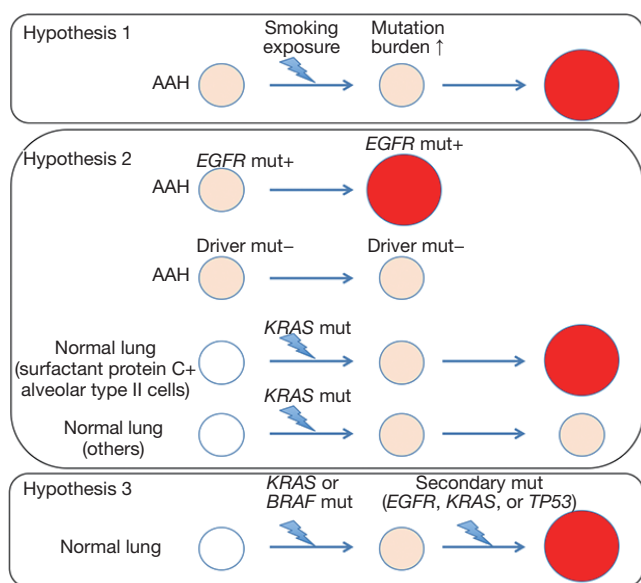 Hypothesis 1
Smoking
exposure
Mutation
burden ↑
AAH
Hypothesis 2
EGFR mut+
EGFR mut+
AAH
Driver mut–
Driver mut–
AAH
KRAS mut
Normal lung
(surfactant protein C+
alveolar type II cells)
KRAS mut
Normal lung
(others)
Hypothesis 3
KRAS or
BRAF mut
Secondary mut
(EGFR, KRAS, or TP53)
Normal lung